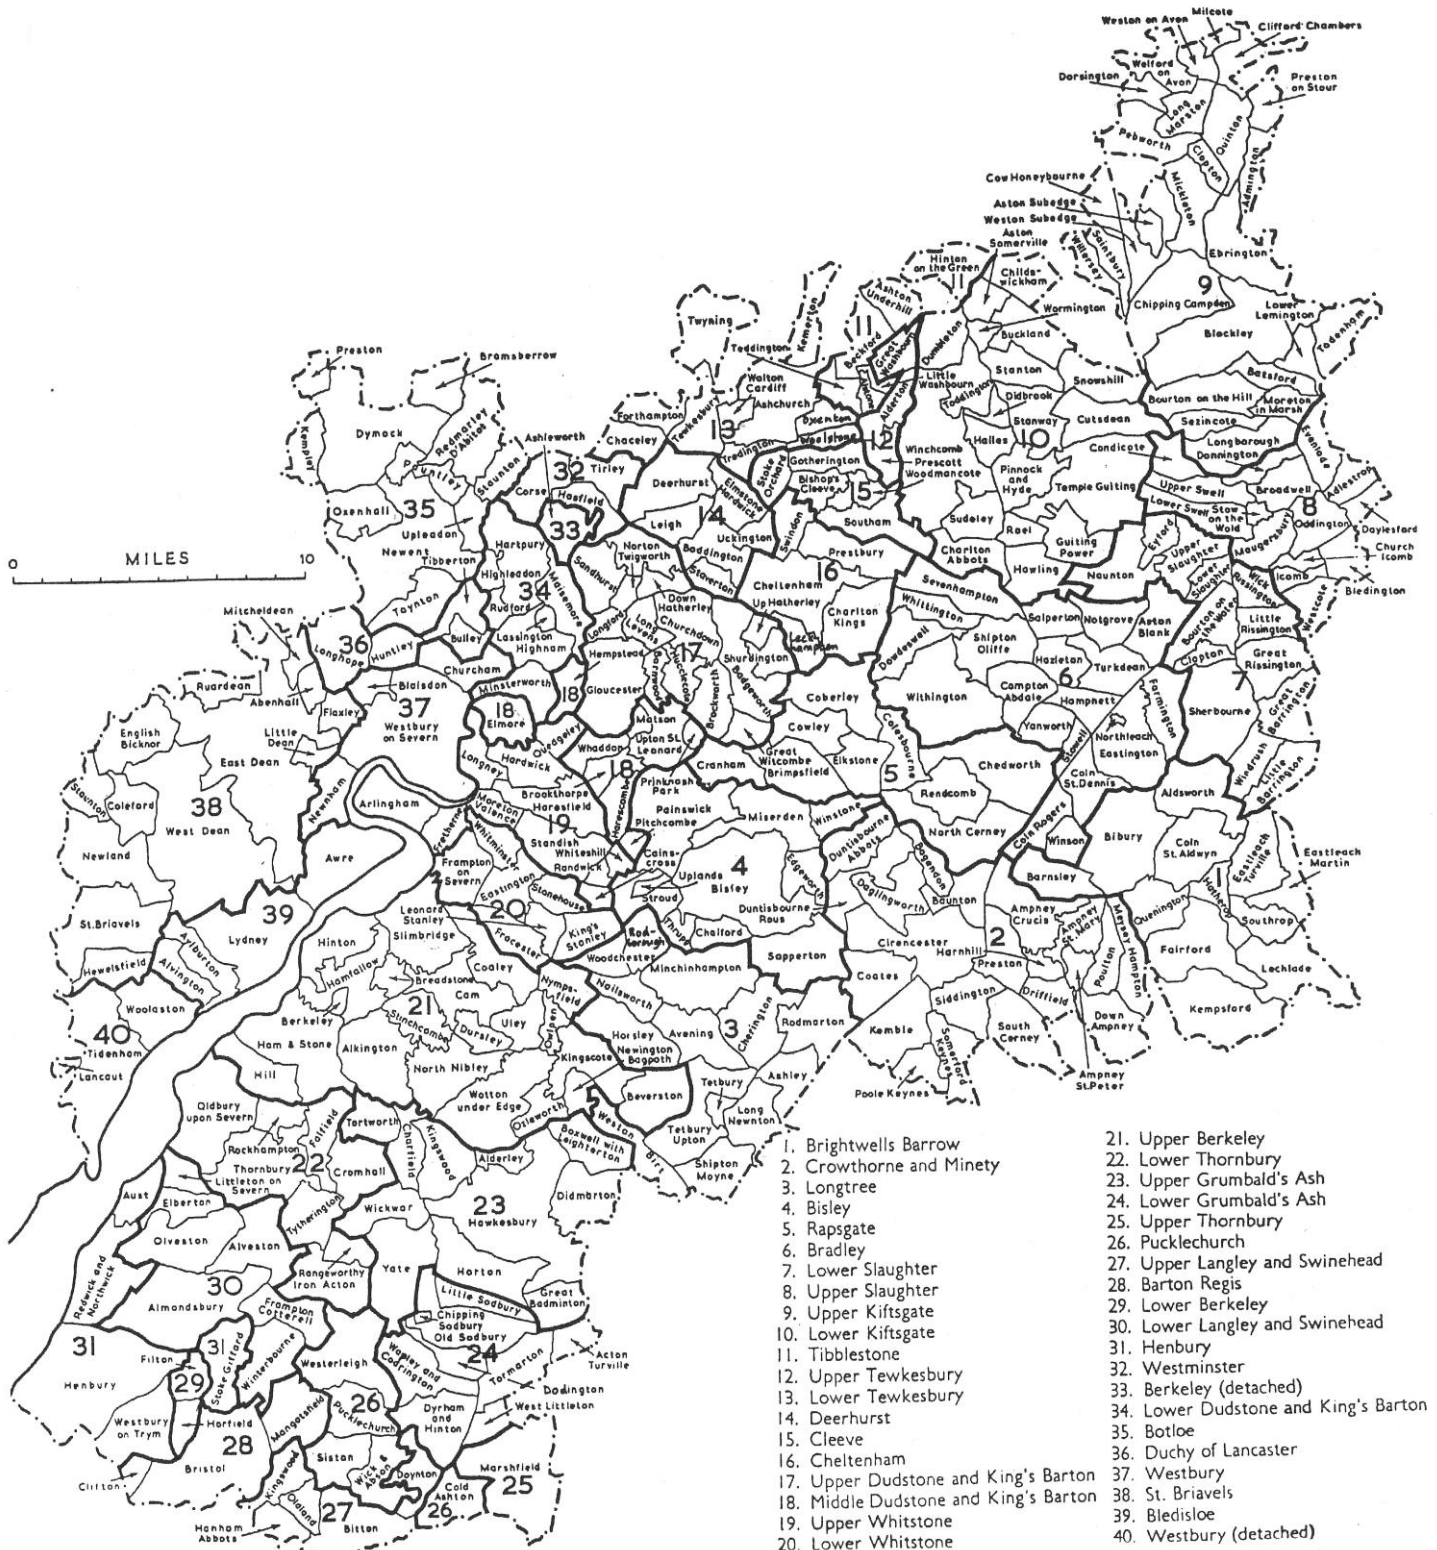 Weston on Avon
Milcote
Clifford Chambers
Dorsington
Welford on Avon
Preston on Stour
Long Marston
Pebworth
Quinton
Clopton
Admington
Mickleton
Cow Honeybourne
Aston Subedge
Weston Subedge
Aston Somerville
Willersey
Saintbury
Ebrington
9
Chipping Campden
Hinton on the Green
11
Childs-
wickham
Ashton Underhill
Wormington
Lower Lemington
Todenham
Blockley
Twyning
Kemerton
11
Beckford
Great Washbourn
Dumbleton
Buckland
Teddington
Alstone
Little Washbourn
Stanton
Snowshill
Batsford
Bourton on the Hill
Moreton in Marsh
Preston
Bramsberrow
Walton Cardiff
Ashchurch
Alderton
Toddington
Didbrook
Stanway
Cutsdean
Sezincote
Longborough
Donnington
Evenlode
Kempley
Dymock
Redmarley D'Abitot
Forthampton
Chaceley
Tewkesbury
13
Oxenton
Woolstone
12
Hailes
10
Condicote
Pauntley
Staunton
Ashleworth
32
Tirley
Tredington
Stoke Orchard
Gotherington
Winchcomb
Prescott
Woodmancote
Pinnock and Hyde
Temple Guiting
Upper Swell
Broadwell
Adlestrop
Oxenhall
35
Upleadon
Corse
Hasfield
Deerhurst
Elmstone Hardwick
Bishop's Cleeve
15
Lower Swell
Stow on the Wold
8
Oddington
Daylesford
33
Leigh
14
Uckington
Swindon
Southam
Sudeley
Roel
Guiting Power
Eyford
Upper Slaughter
Maugersbury
Church Icomb
Newent
Hartpury
Norton
Twigworth
Boddington
Prestbury
Charlton Abbots
Hawling
Naunton
Lower Slaughter
Wick Rissington
Icomb
Bledington
MILES
0
10
Tibberton
Highleadon
34
Maisemore
Sandhurst
Staverton
16
Cheltenham
Sevenhampton
Westcote
Mitcheldean
Taynton
Rudford
Down Hatherley
Up Hatherley
Charlton Kings
Whittington
Salperton
Notgrove
Aston Blank
Bourton on the Water
Little Rissington
36
Longhope
Huntley
Bulley
Lassington
Highnam
Longford
Long Levens
Churchdown
Leck-
hampton
Dowdeswell
Shipton Oliffe
Clapton
Great Rissington
Ruardean
Abenhall
Blaisdon
Churcham
Minsterworth
18
Hempstead
Gloucester
Barnwood
Hucclecote
17
Shurdington
Hazleton
Turkdean
Flaxley
37
Westbury on Severn
18
Elmore
Brockworth
Badgeworth
Coberley
Withington
Compton Abdale
6
Hampnett
Farmington
7
Sherbourne
Great Barrington
English Bicknor
Little Dean
East Dean
Quedgeley
Matson
Upton St. Leonard
Cowley
Yanworth
Stowell
Northleach
Eastington
Windrush
Little Barrington
Longney
Hardwick
Whaddon
18
Cranham
Great Witcombe
Brimpsfield
Elkstone
Colesbourne
5
Chedworth
Coln St. Dennis
Staunton
Coleford
38
West Dean
Newnham
Arlingham
Moreton Valence
Brookthorpe
Haresfield
Harescombe
Prinknash Park
Painswick
Pitchcombe
Miserden
Winstone
Rendcomb
Aldsworth
Newland
Awre
Fretherne
Whitminster
19
Standish
Whiteshill
Randwick
Cains-
cross
4
Edgeworth
Duntisbourne Abbots
Bagendon
North Cerney
Coln Rogers
Winson
Bibury
Coln St. Aldwyn
Eastleach Turville
Eastleach Martin
Frampton on Severn
Eastington
Stonehouse
Uplands
Bisley
Stroud
Duntisbourne Rous
Daglingworth
Baunton
Barnsley
1
Hatherop
39
Leonard Stanley
20
King's Stanley
Rod-
borough
Thrupp
Chalford
Ampney Crucis
Ampney St. Mary
Quenington
Southrop
St. Briavels
Lydney
Aylburton
Hinton
Slimbridge
Frocester
Woodchester
Minchinhampton
Sapperton
Cirencester
2
Harnhill
Preston
Poulton
Meysey Hampton
Fairford
Lechlade
Hewelsfield
Alvington
Hamfallow
Breadstone
Coaley
Nymps-
field
Nailsworth
Coates
Siddington
Driffield
Kempsford
Woolaston
21
Cam
Stinchcombe
Dursley
Uley
Owlpen
Avening
3
Cherington
Rodmarton
Kemble
Somerford Keynes
South Cerney
Down Ampney
40
Tidenham
Berkeley
Ham & Stone
Alkington
Horsley
Newington Bagpath
Kingscote
Lancaut
Hill
North Nibley
Ashley
Poole Keynes
Ampney St. Peter
Wotton under Edge
Beverston
Tetbury
Long Newnton
Oldbury upon Severn
Falfield
Tortworth
Ozleworth
Weston
Birt
Tetbury Upton
Rockhampton
22
Charfield
Kingswood
Boxwell with Leighterton
Thornbury
Littleton on Severn
Cromhall
Alderley
Shipton Moyne
Aust
Elberton
Tytherington
Wickwar
23
Hawkesbury
Didmarton
Olveston
Alveston
Rangeworthy
Iron Acton
Yate
Horton
Redwick and Northwick
30
Almondsbury
Frampton Cotterell
Little Sodbury
Great Badminton
Chipping Sodbury
Old Sodbury
31
Filton
31
Stoke Gifford
Winterbourne
Westerleigh
Wapley and Codrington
24
Tormarton
Acton Turville
Henbury
29
Dodington
West Littleton
Westbury on Trym
Horfield
Mangotsfield
26
Pucklechurch
Dyrham and Hinton
28
Bristol
Siston
Wick & Abson
Doynton
Marshfield
25
Clifton
Kingswood
Oldland
Cold Ashton
26
Hanham Abbots
27
Bitton
1. Brightwells Barrow
2. Crowthorne and Minety
3. Longtree
4. Bisley
5. Rapsgate
6. Bradley
7. Lower Slaughter
8. Upper Slaughter
9. Upper Kiftsgate
10. Lower Kiftsgate
11. Tibblestone
12. Upper Tewkesbury
13. Lower Tewkesbury
14. Deerhurst
15. Cleeve
16. Cheltenham
17. Upper Dudstone and King's Barton
18. Middle Dudstone and King's Barton
19. Upper Whitstone
20. Lower Whitstone
21. Upper Berkeley
22. Lower Thornbury
23. Upper Grumbald's Ash
24. Lower Grumbald's Ash
25. Upper Thornbury
26. Pucklechurch
27. Upper Langley and Swinehead
28. Barton Regis
29. Lower Berkeley
30. Lower Langley and Swinehead
31. Henbury
32. Westminster
33. Berkeley (detached)
34. Lower Dudstone and King's Barton
35. Botloe
36. Duchy of Lancaster
37. Westbury
38. St. Briavels
39. Bledisloe
40. Westbury (detached)